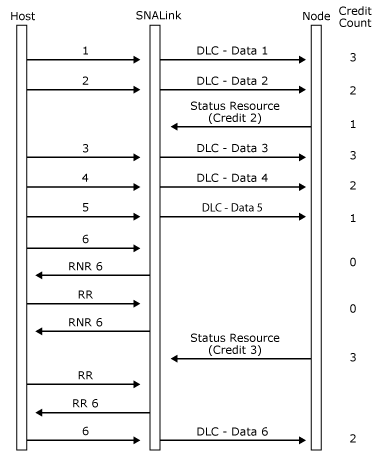 Host SNALink Node Credit Count
1 DLC - Data 1 3
2 DLC - Data 2 2
Status Resource
(Credit 2) 1
3 DLC - Data 3 3
4 DLC - Data 4 2
5 DLC - Data 5 1
6
RNR 6 0
RR 0
RNR 6
Status Resource
(Credit 3) 3
RR
RR 6
6 DLC - Data 6 2